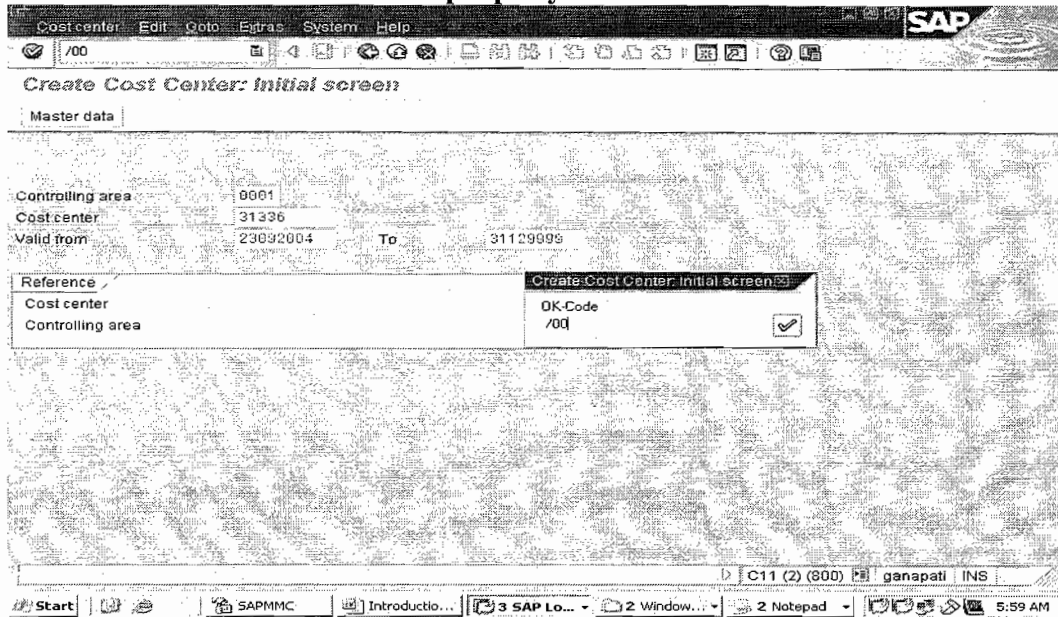 Cost center Edit Goto Extras System Help
SAP
/00
Create Cost Center: Initial screen
Master data
Controlling area 0001
Cost center 31336
Valid from 23092004 To 31129999
Reference
Cost center
Controlling area
Create Cost Center: Initial screen
OK-Code
/00
C11 (2) (800) ganapati INS
Start SAPMMC Introductio... 3 SAP Lo... 2 Window... 2 Notepad 5:59 AM